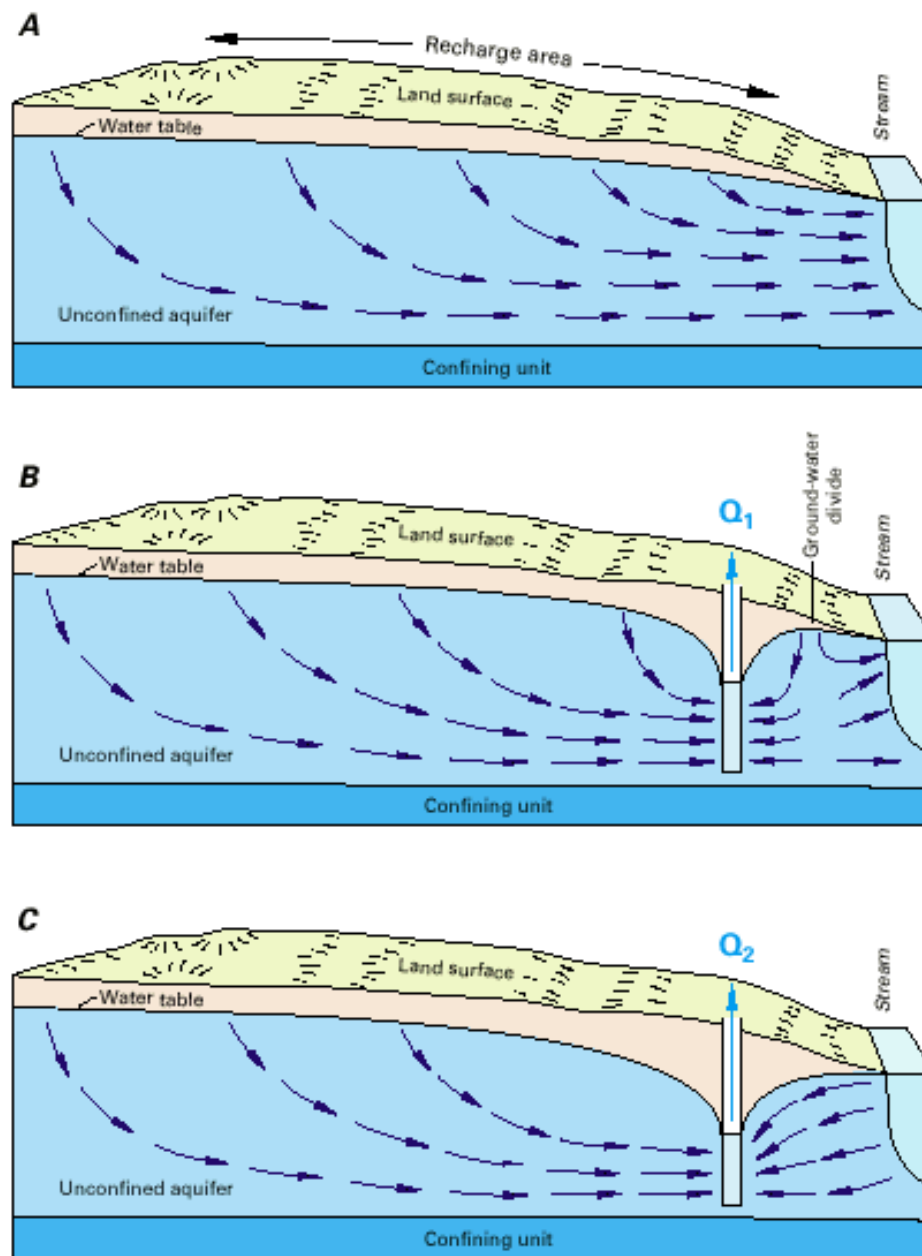 A
Recharge area
Land surface
Stream
Water table
Unconfined aquifer
Confining unit
B
Q1
Ground-water
divide
Stream
Land surface
Water table
Unconfined aquifer
Confining unit
C
Q2
Stream
Land surface
Water table
Unconfined aquifer
Confining unit